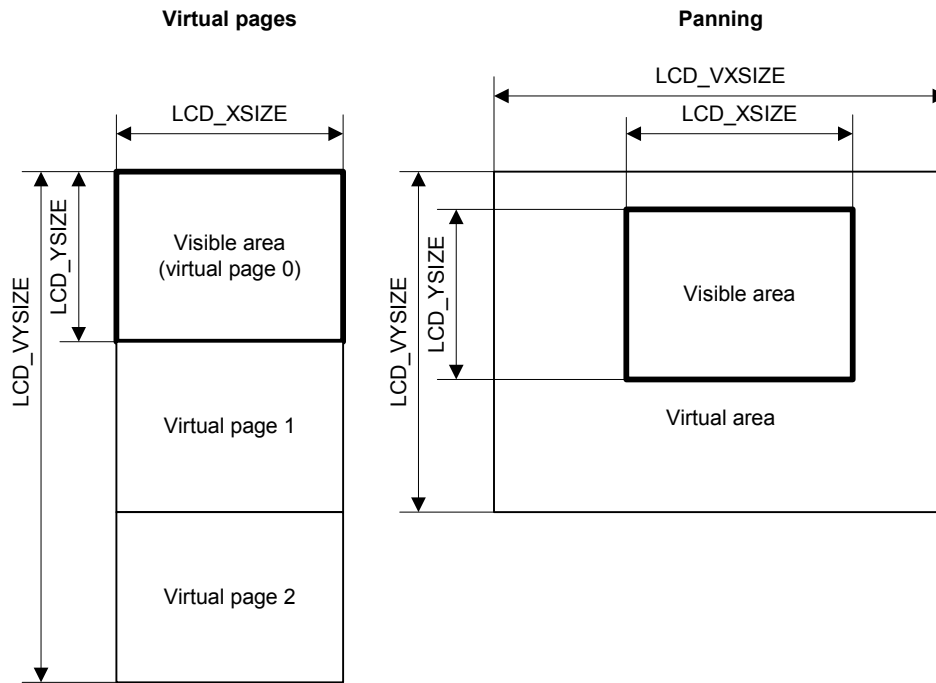 Virtual pages
LCD_XSIZE
LCD_VYSIZE
LCD_YSIZE
Visible area
(virtual page 0)
Virtual page 1
Virtual page 2
Panning
LCD_VXSIZE
LCD_XSIZE
LCD_VYSIZE
LCD_YSIZE
Visible area
Virtual area